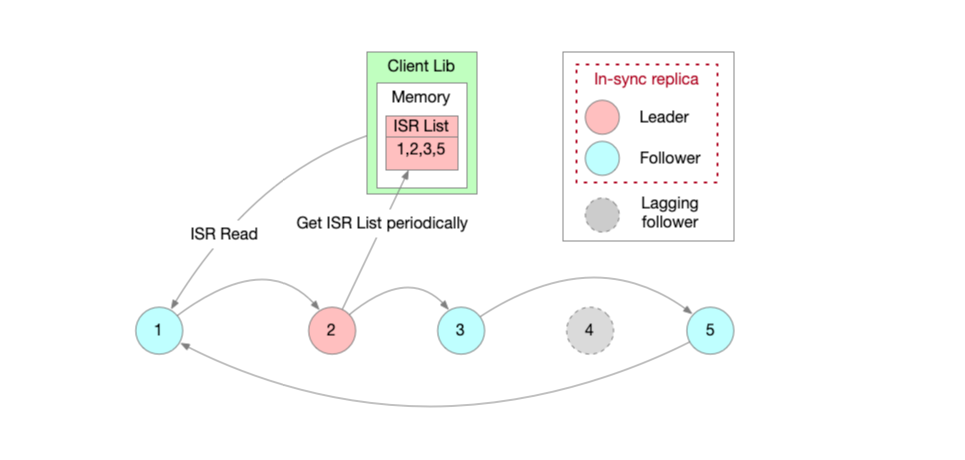 Client Lib
Memory
ISR List
1,2,3,5
In-sync replica
Leader
Follower
Lagging
follower
ISR Read
Get ISR List periodically
1
2
3
4
5